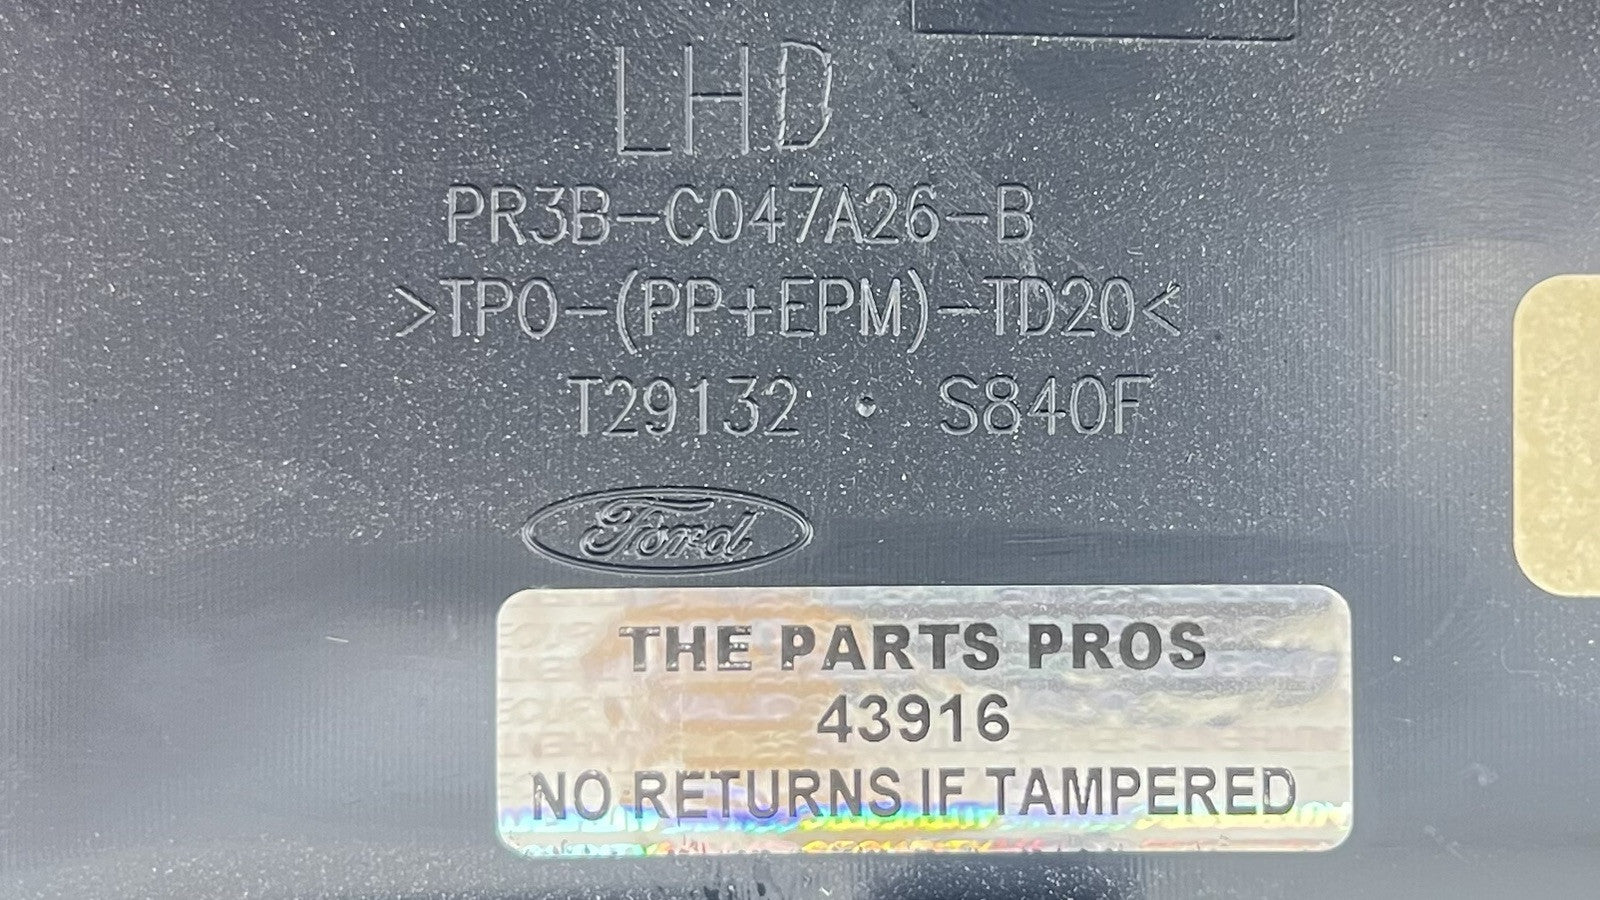 LHD
PR3B-C047A26-B
>TPO-(PP+EPM)-TD20<
T29132 • S840F
Ford
THE PARTS PROS
43916
NO RETURNS IF TAMPERED